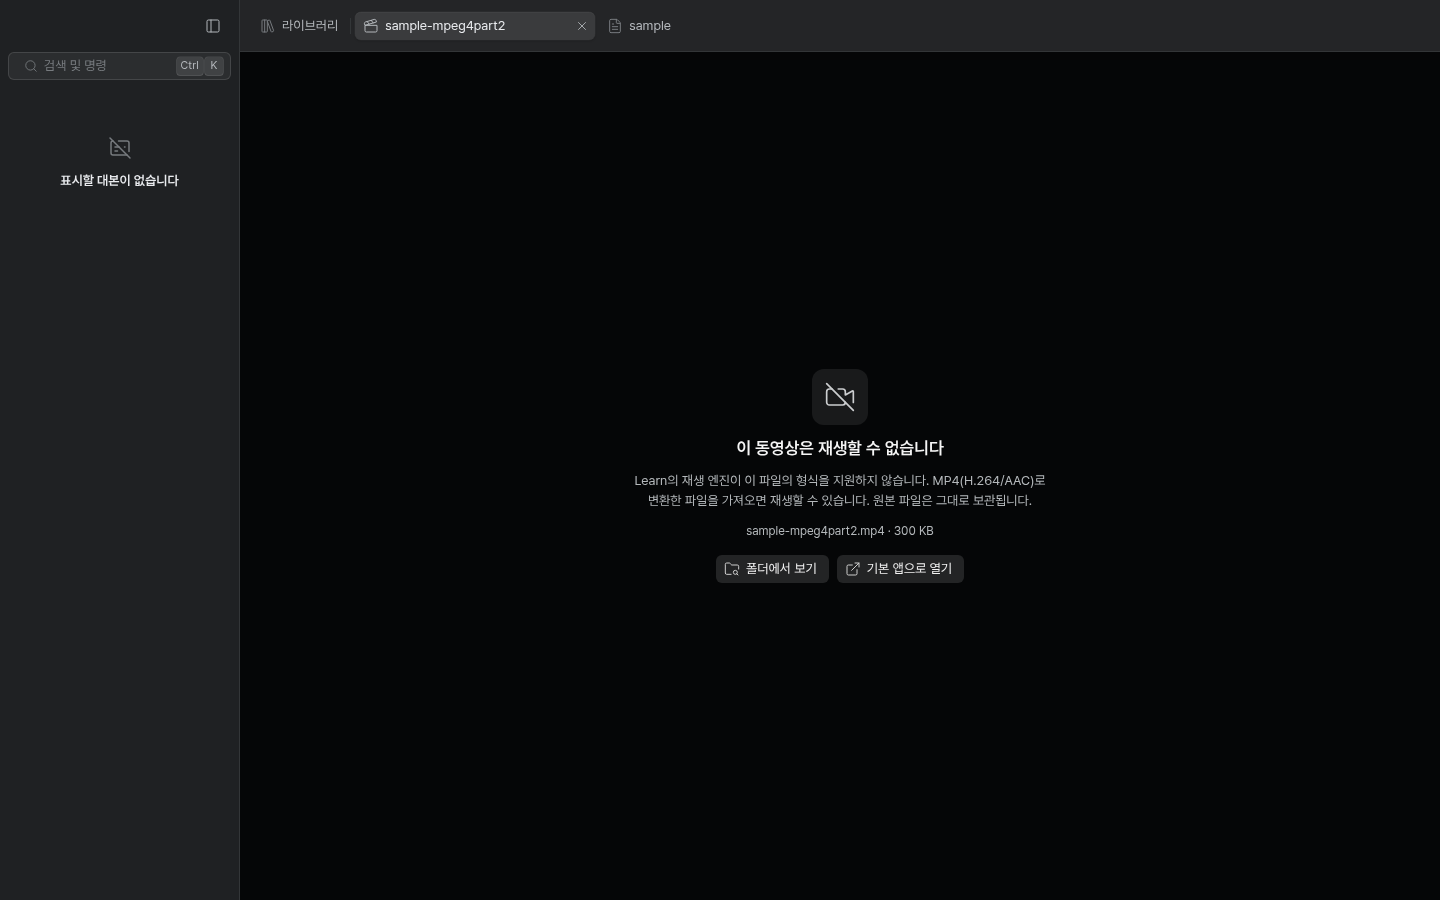 라이브러리
sample-mpeg4part2
sample
검색 및 명령
Ctrl K
표시할 대본이 없습니다
이 동영상은 재생할 수 없습니다
Learn의 재생 엔진이 이 파일의 형식을 지원하지 않습니다. MP4(H.264/AAC)로
변환한 파일을 가져오면 재생할 수 있습니다. 원본 파일은 그대로 보관됩니다.
sample-mpeg4part2.mp4 · 300 KB
폴더에서 보기
기본 앱으로 열기